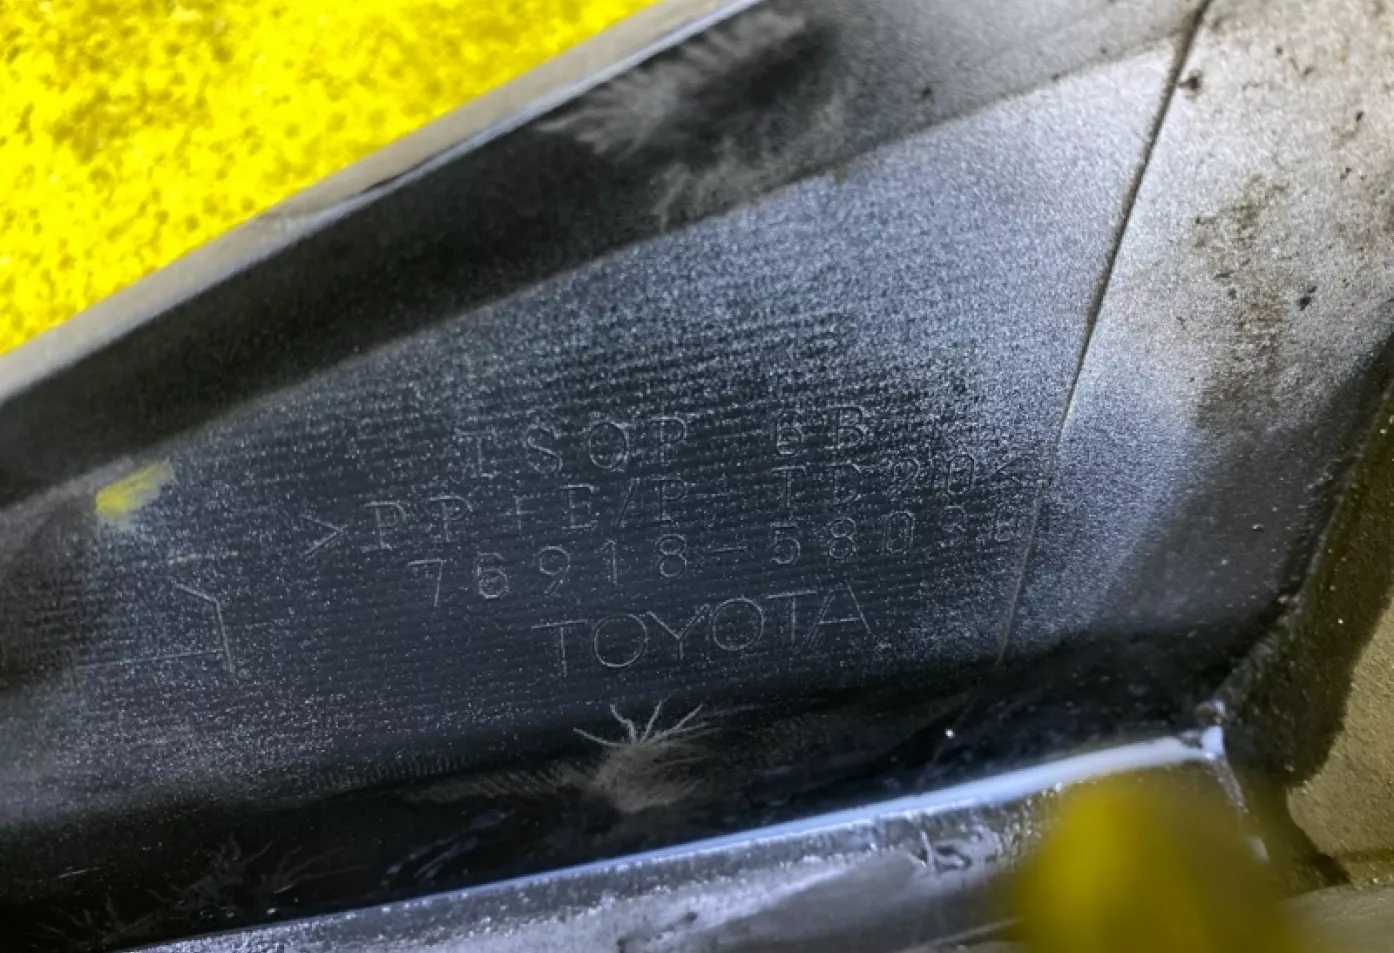 TSOP-6B
>PP+E/P-TD20<
76918-58030
TOYOTA